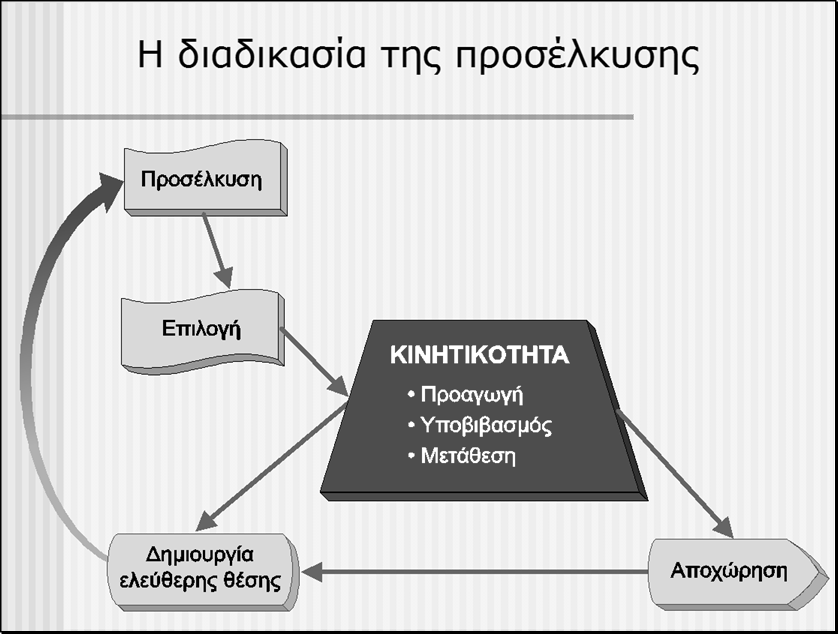 Η διαδικασία της προσέλκυσης
Προσέλκυση
Επιλογή
ΚΙΝΗΤΙΚΟΤΗΤΑ
• Προαγωγή
• Υποβιβασμός
• Μετάθεση
Δημιουργία
ελεύθερης θέσης
Αποχώρηση